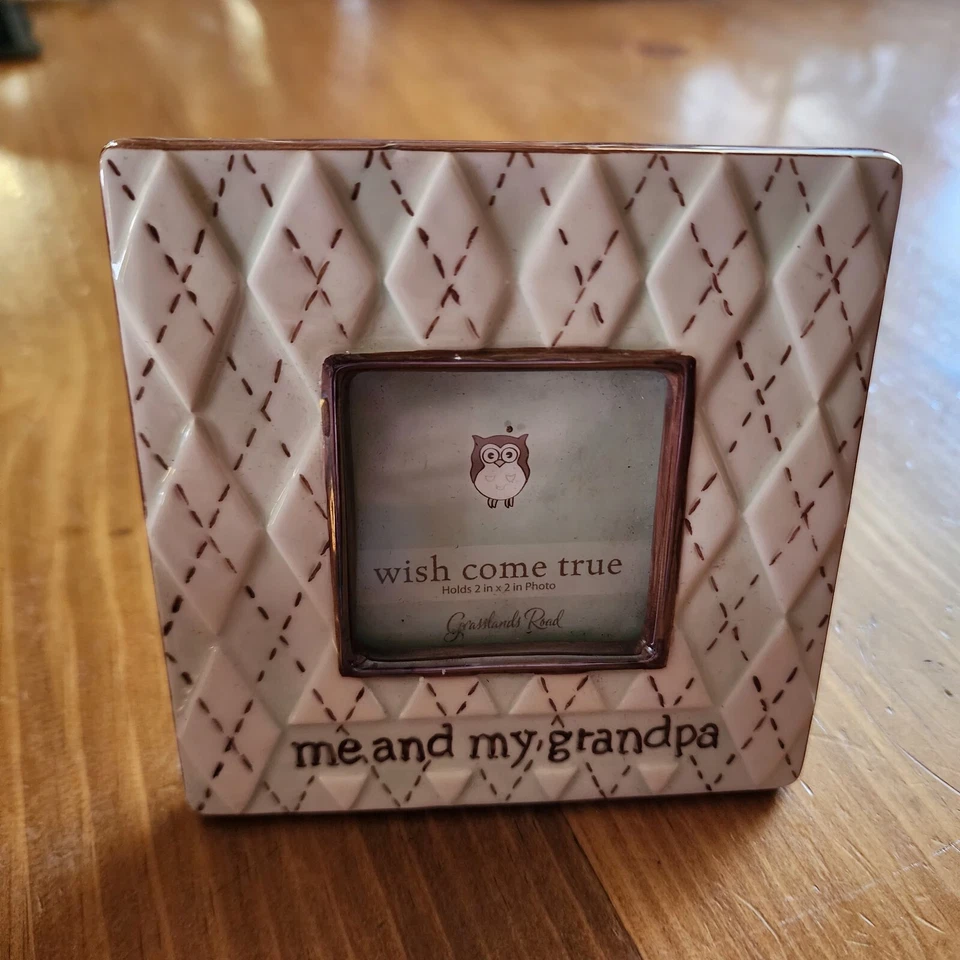 wish come true
Holds 2 in x 2 in Photo
Grasslands Road
me and my grandpa